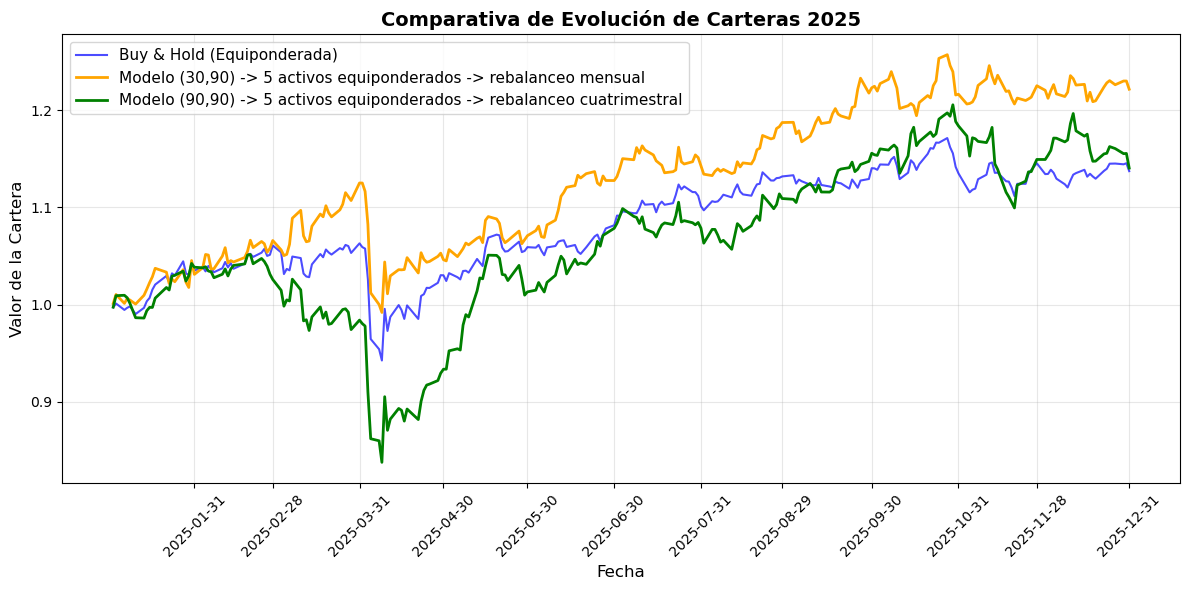 Comparativa de Evolución de Carteras 2025
Buy & Hold (Equiponderada)
Modelo (30,90) -> 5 activos equiponderados -> rebalanceo mensual
Modelo (90,90) -> 5 activos equiponderados -> rebalanceo cuatrimestral
Valor de la Cartera
1.2
1.1
1.0
0.9
2025-01-31
2025-02-28
2025-03-31
2025-04-30
2025-05-30
2025-06-30
2025-07-31
2025-08-29
2025-09-30
2025-10-31
2025-11-28
2025-12-31
Fecha